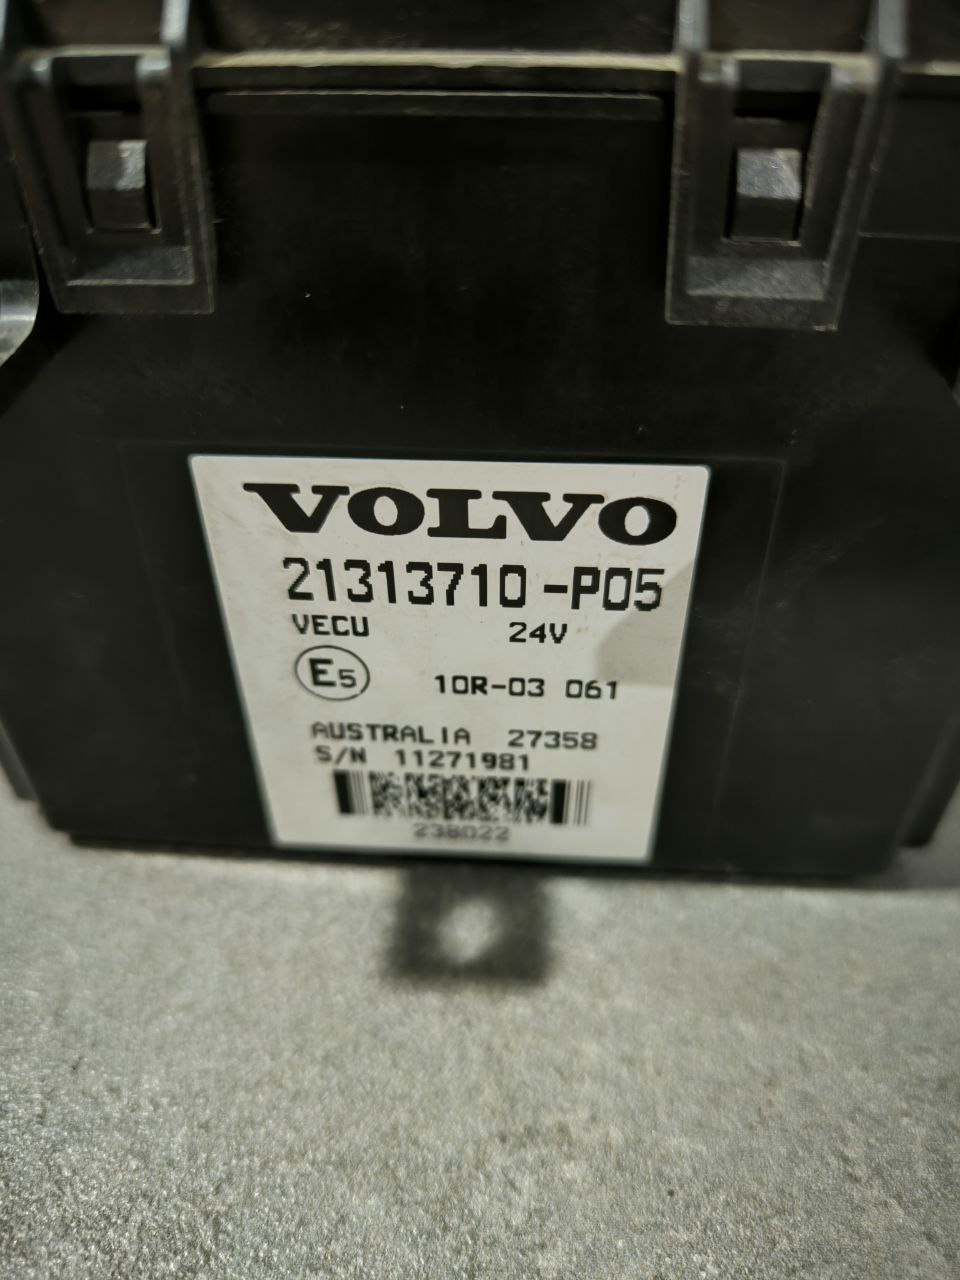 VOLVO
21313710-P05
VECU 24V
E5 10R-03 061
AUSTRALIA 27358
S/N 11271981
238022